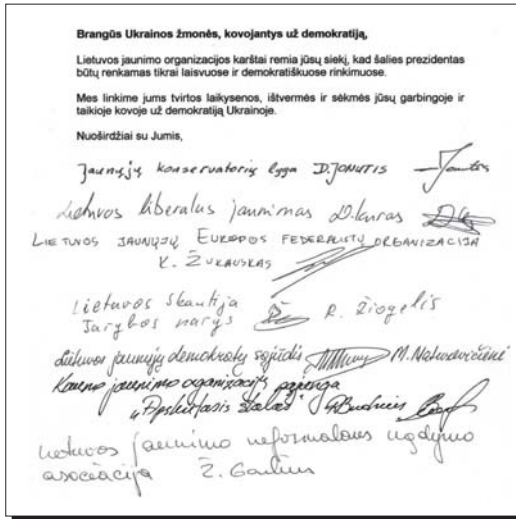 Brangūs Ukrainos žmonės, kovojantys už demokratiją,
Lietuvos jaunimo organizacijos karštai remia jūsų siekį, kad šalies prezidentas
būtų renkamas tikrai laisvuose ir demokratiškuose rinkimuose.
Mes linkime jums tvirtos laikysenos, ištvermės ir sėkmės jūsų garbingoje ir
taikioje kovoje už demokratiją Ukrainoje.
Nuoširdžiai su Jumis,
Jaunųjų konservatorių lyga D. JONUTIS
Lietuvos liberalus jaunimas
LIETUVOS JAUNŲJŲ EUROPOS FEDERALISTŲ ORGANIZACIJA
K. ŽUKAUSKAS
Lietuvos Skautija
Tarybos narys R. Žiogelis
Lietuvos jaunųjų demokratų sąjūdis
Kauno jaunimo organizacijų sąjunga
„Apskritasis stalas“
Lietuvos jaunimo neformalaus ugdymo
asociacija